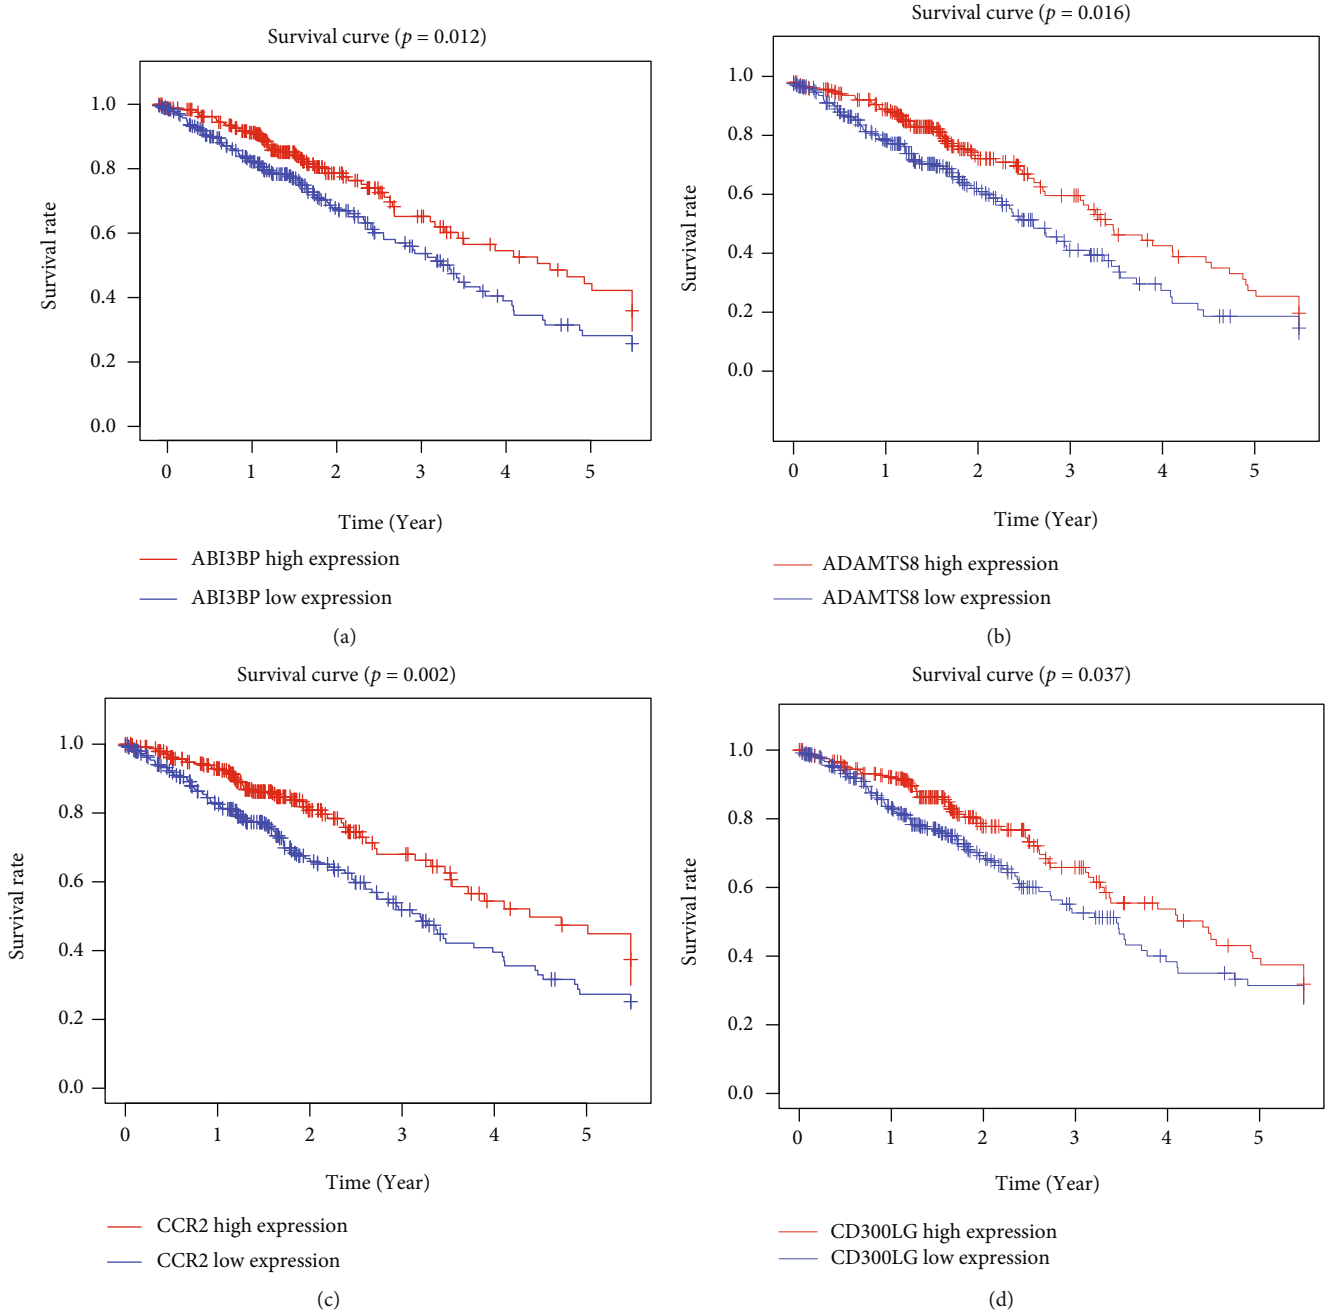 Survival curve (p = 0.012)
1.0
0.8
0.6
0.4
0.2
0.0
Survival rate
0 1 2 3 4 5
Time (Year)
ABI3BP high expression
ABI3BP low expression
(a)
Survival curve (p = 0.016)
1.0
0.8
0.6
0.4
0.2
0.0
Survival rate
0 1 2 3 4 5
Time (Year)
ADAMTS8 high expression
ADAMTS8 low expression
(b)
Survival curve (p = 0.002)
1.0
0.8
0.6
0.4
0.2
0.0
Survival rate
0 1 2 3 4 5
Time (Year)
CCR2 high expression
CCR2 low expression
(c)
Survival curve (p = 0.037)
1.0
0.8
0.6
0.4
0.2
0.0
Survival rate
0 1 2 3 4 5
Time (Year)
CD300LG high expression
CD300LG low expression
(d)